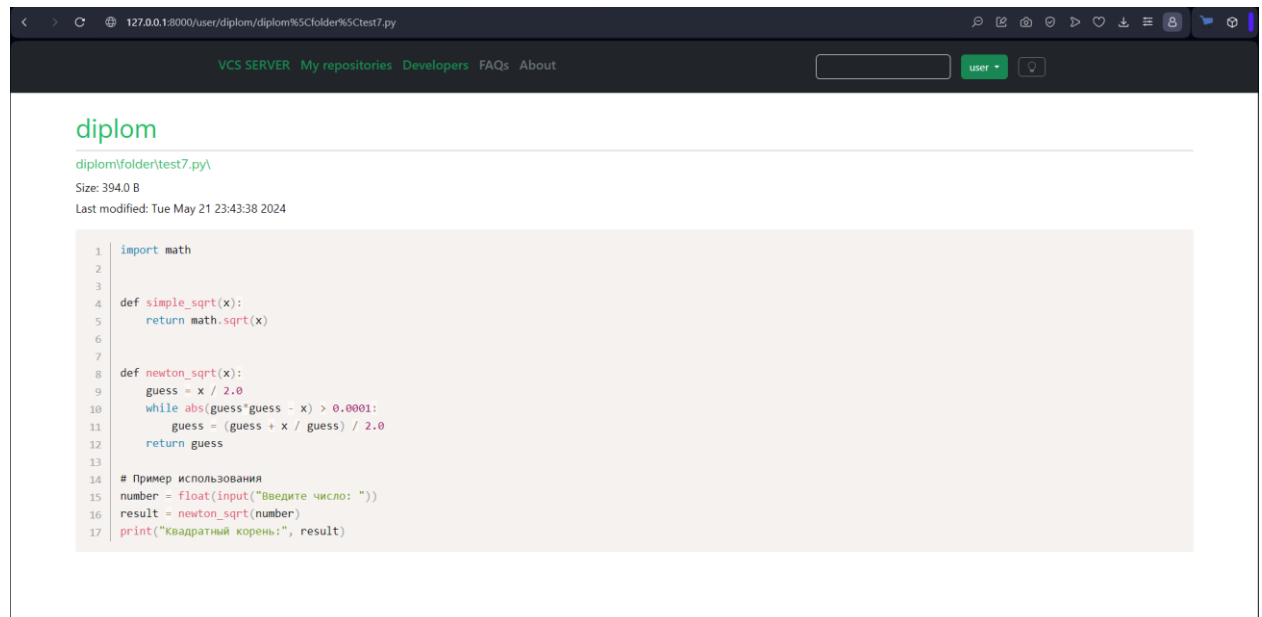 127.0.0.1:8000/user/diplom/diplom%5Cfolder%5Ctest7.py
VCS SERVER My repositories Developers FAQs About user
diplom
diplom\folder\test7.py\
Size: 394.0 B
Last modified: Tue May 21 23:43:38 2024
1 import math
2
3
4 def simple_sqrt(x):
5     return math.sqrt(x)
6
7
8 def newton_sqrt(x):
9     guess = x / 2.0
10     while abs(guess*guess - x) > 0.0001:
11         guess = (guess + x / guess) / 2.0
12     return guess
13
14 # Пример использования
15 number = float(input("Введите число: "))
16 result = newton_sqrt(number)
17 print("Квадратный корень:", result)